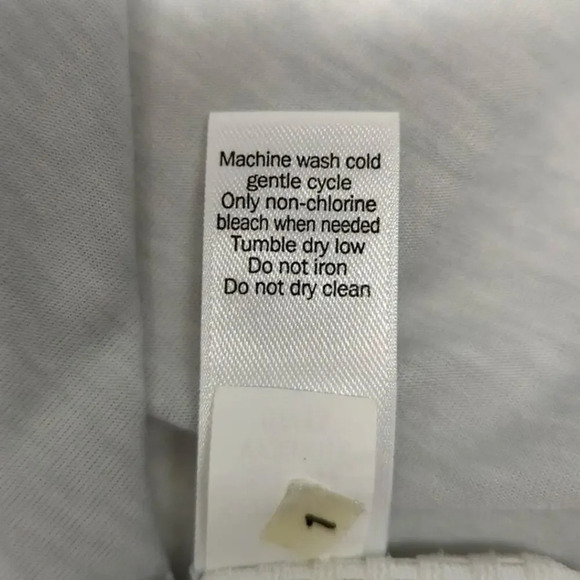 Machine wash cold
gentle cycle
Only non-chlorine
bleach when needed
Tumble dry low
Do not iron
Do not dry clean
1